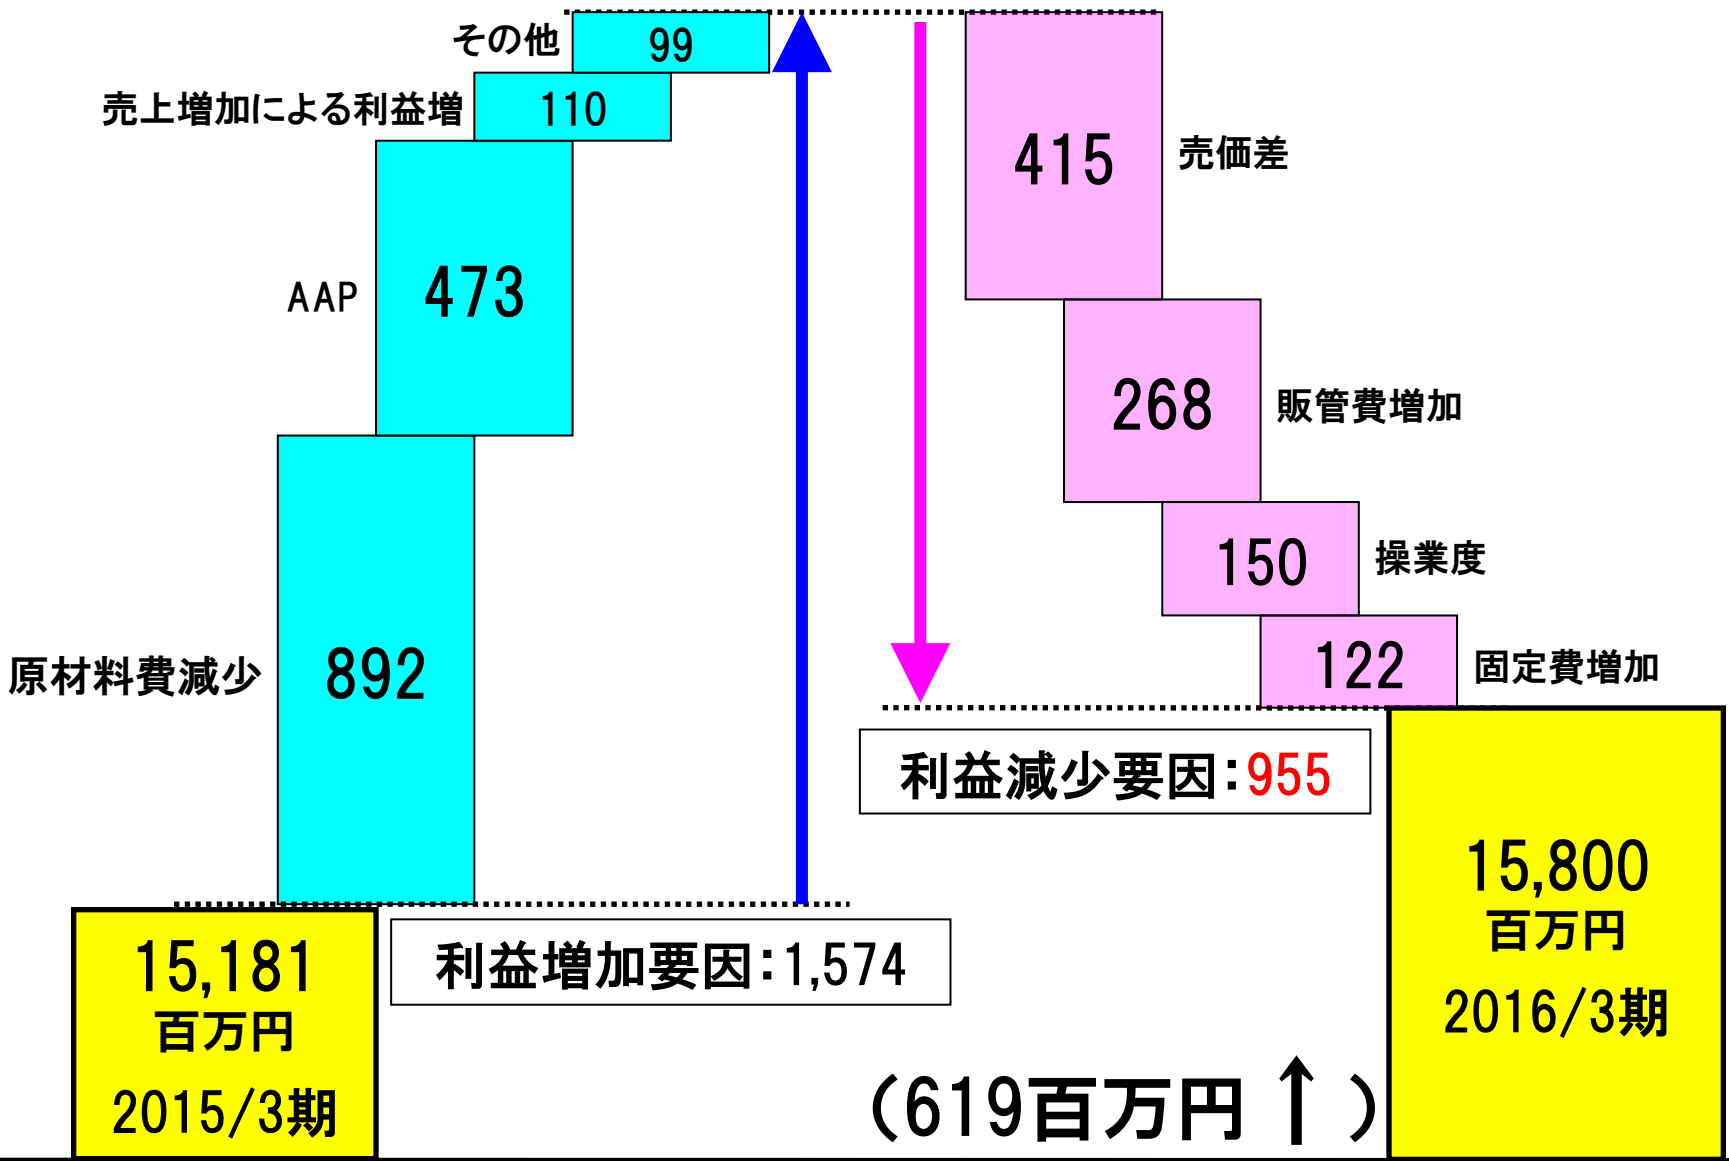 その他
99
売上増加による利益増
110
AAP
473
原材料費減少
892
15,181
百万円
2015/3期
利益増加要因：1,574
415
売価差
268
販管費増加
150
操業度
122
固定費増加
利益減少要因：955
15,800
百万円
2016/3期
（619百万円 ↑ ）